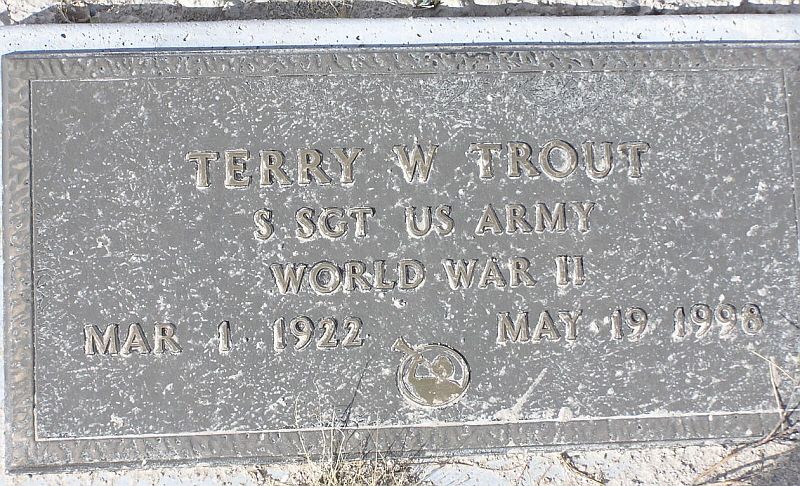 TERRY W TROUT
S SGT US ARMY
WORLD WAR II
MAR 1 1922 MAY 19 1998